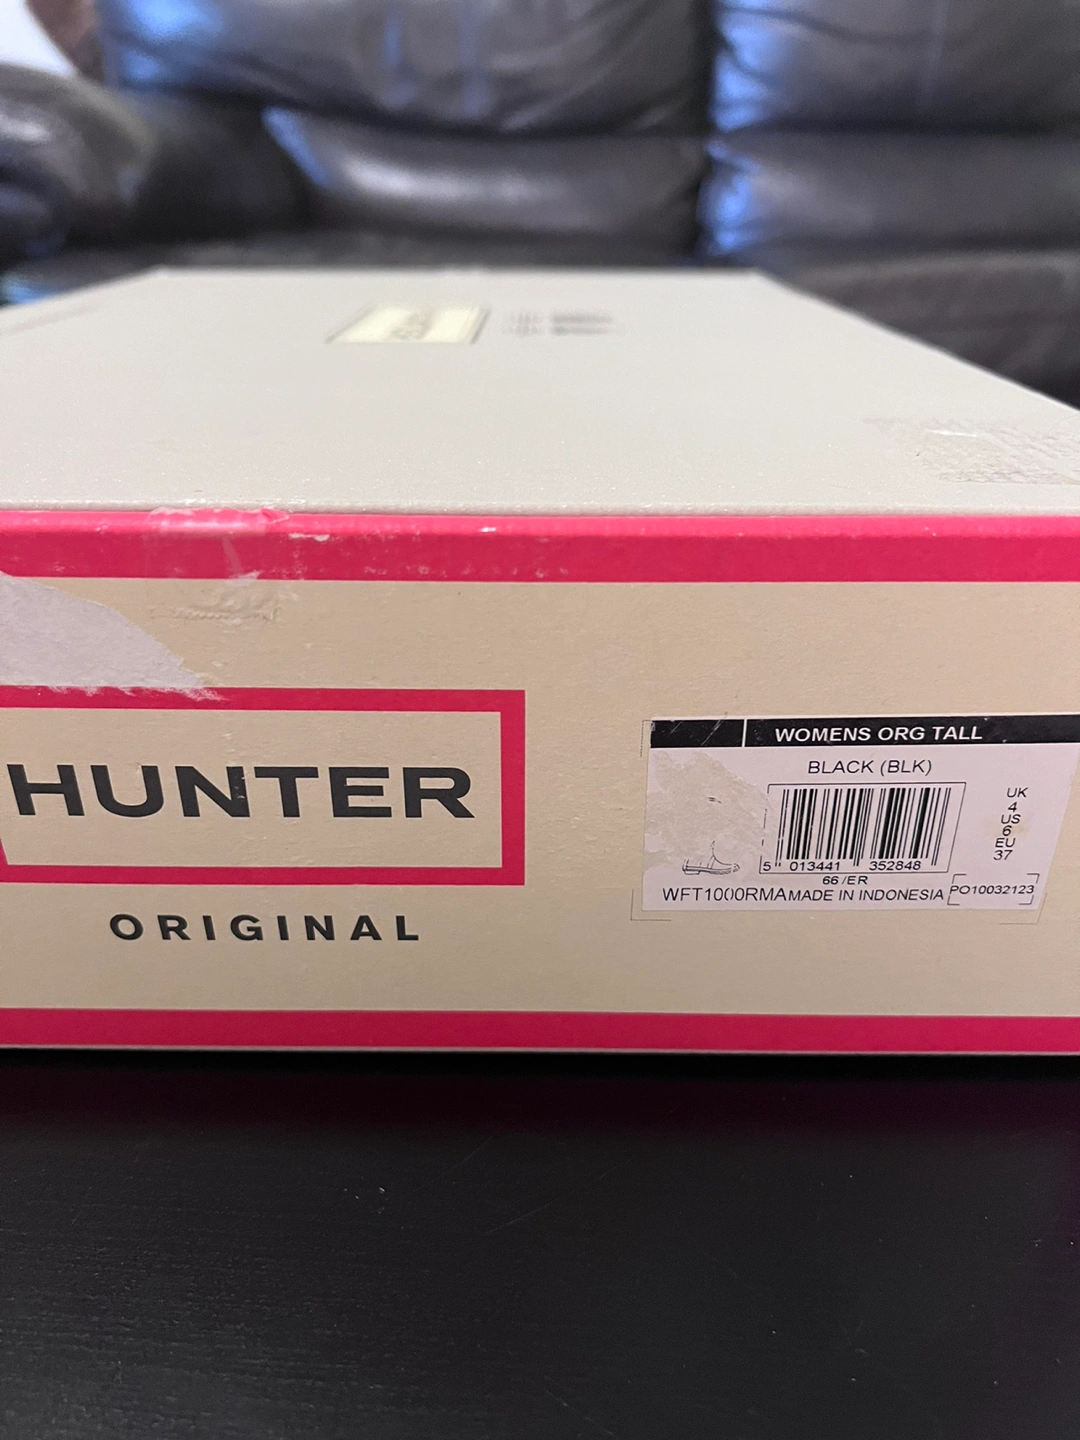 HUNTER
ORIGINAL
WOMENS ORG TALL
BLACK (BLK)
UK
4
US
6
EU
37
5 013441 352848
66 /ER
WFT1000RMA MADE IN INDONESIA PO10032123